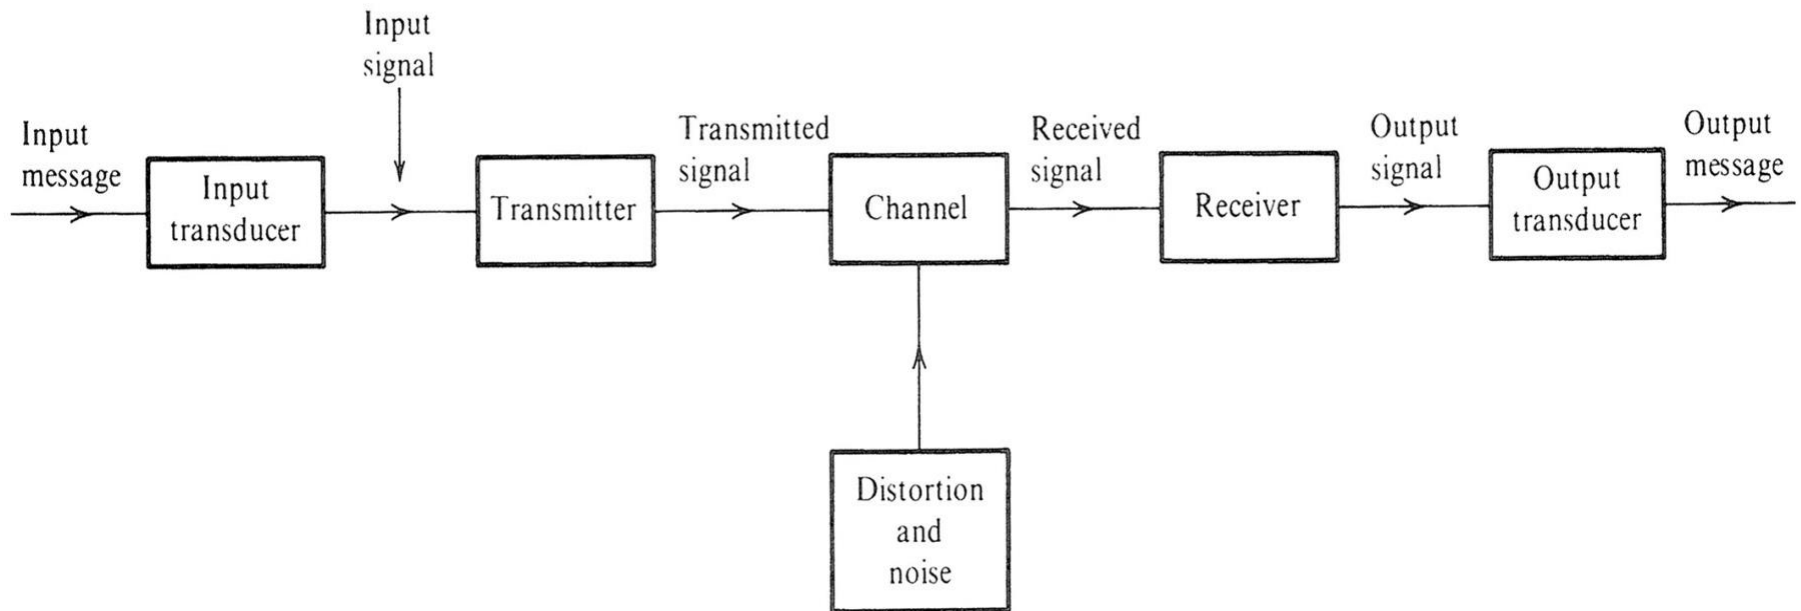 Input
signal
Input
message
Input
transducer
Transmitter
Transmitted
signal
Channel
Received
signal
Receiver
Output
signal
Output
transducer
Output
message
Distortion
and
noise